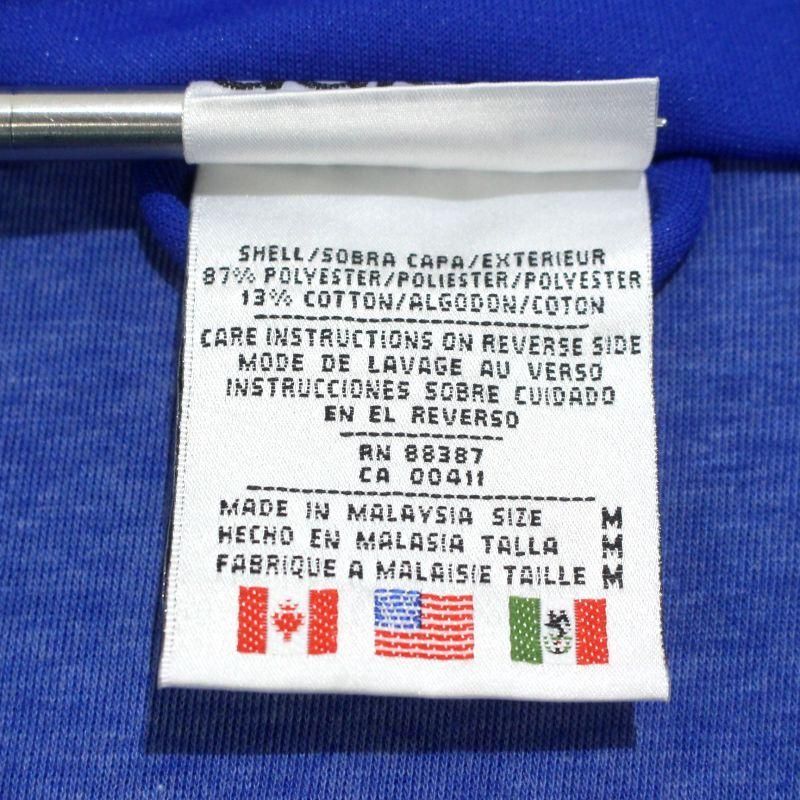 SHELL/SOBRA CAPA/EXTERIEUR
87% POLYESTER/POLIESTER/POLYESTER
13% COTTON/ALGODON/COTON
CARE INSTRUCTIONS ON REVERSE SIDE
MODE DE LAVAGE AU VERSO
INSTRUCCIONES SOBRE CUIDADO
EN EL REVERSO
RN 88387
CA 00411
MADE IN MALAYSIA SIZE M
HECHO EN MALASIA TALLA M
FABRIQUE A MALAISIE TAILLE M